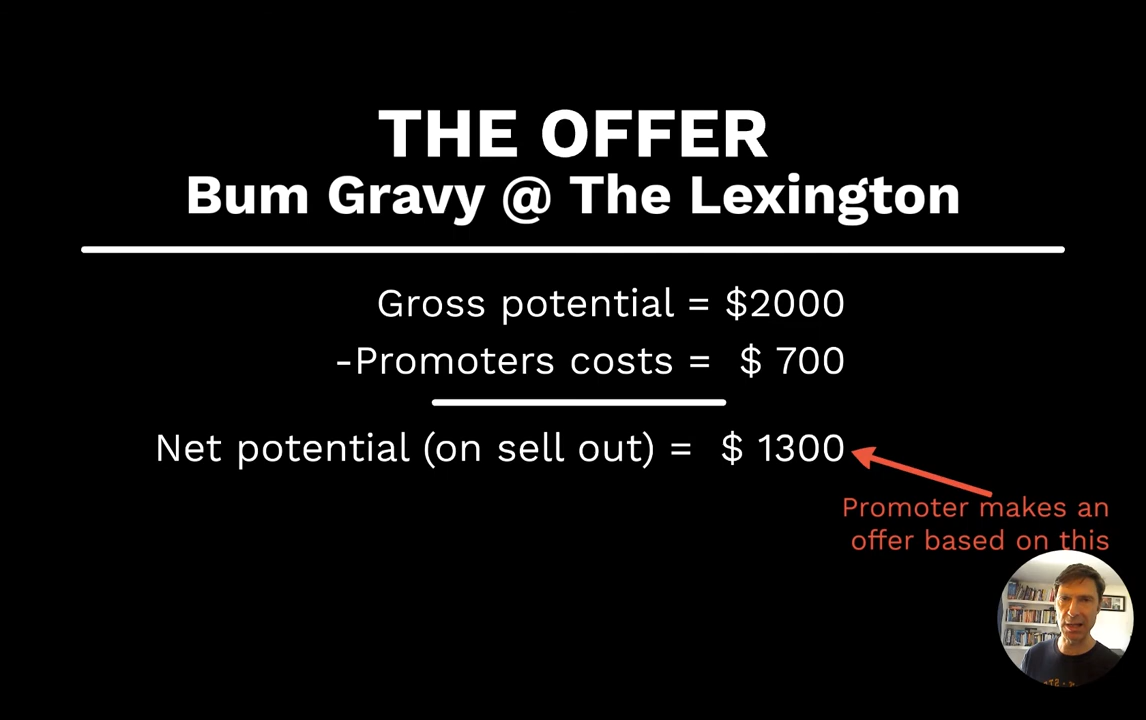 THE OFFER
Bum Gravy @ The Lexington
Gross potential = $2000
-Promoters costs = $ 700
Net potential (on sell out) = $ 1300
Promoter makes an
offer based on this